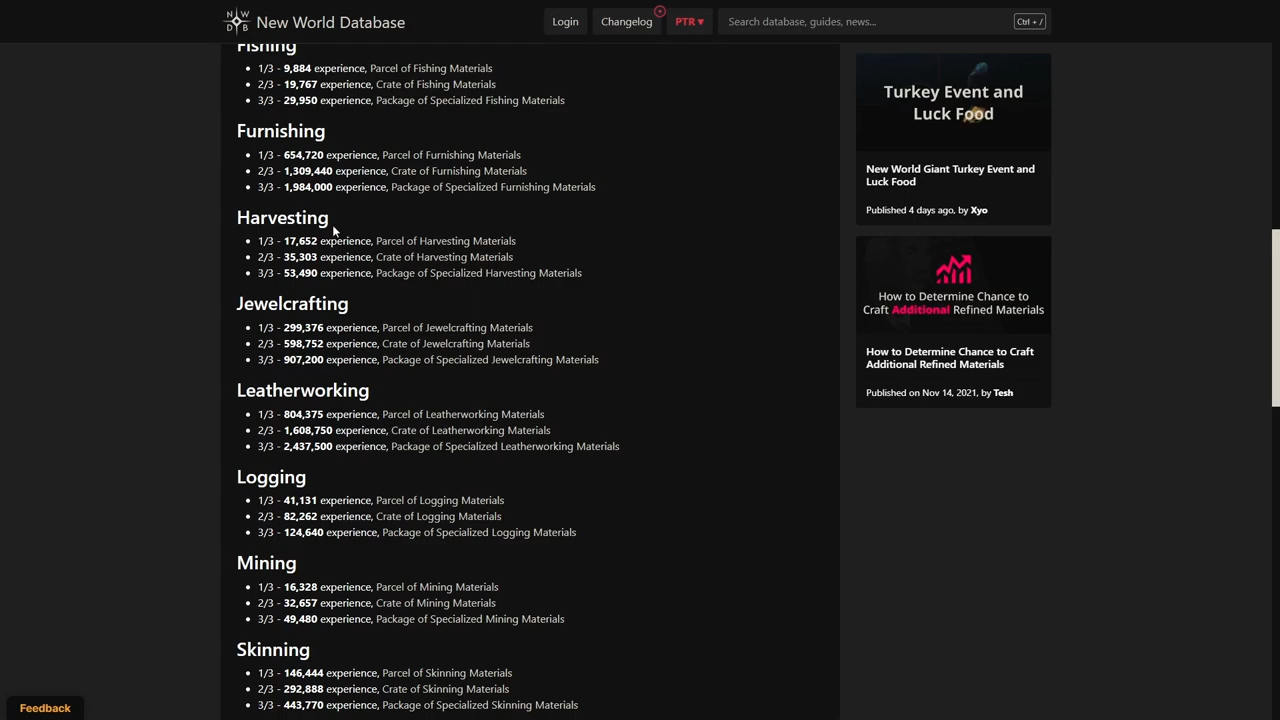 N W D B New World Database
Login
Changelog
PTR ▾
Search database, guides, news...
Ctrl + /
Fishing
1/3 - 9,884 experience, Parcel of Fishing Materials
2/3 - 19,767 experience, Crate of Fishing Materials
3/3 - 29,950 experience, Package of Specialized Fishing Materials
Furnishing
1/3 - 654,720 experience, Parcel of Furnishing Materials
2/3 - 1,309,440 experience, Crate of Furnishing Materials
3/3 - 1,984,000 experience, Package of Specialized Furnishing Materials
Harvesting
1/3 - 17,652 experience, Parcel of Harvesting Materials
2/3 - 35,303 experience, Crate of Harvesting Materials
3/3 - 53,490 experience, Package of Specialized Harvesting Materials
Jewelcrafting
1/3 - 299,376 experience, Parcel of Jewelcrafting Materials
2/3 - 598,752 experience, Crate of Jewelcrafting Materials
3/3 - 907,200 experience, Package of Specialized Jewelcrafting Materials
Leatherworking
1/3 - 804,375 experience, Parcel of Leatherworking Materials
2/3 - 1,608,750 experience, Crate of Leatherworking Materials
3/3 - 2,437,500 experience, Package of Specialized Leatherworking Materials
Logging
1/3 - 41,131 experience, Parcel of Logging Materials
2/3 - 82,262 experience, Crate of Logging Materials
3/3 - 124,640 experience, Package of Specialized Logging Materials
Mining
1/3 - 16,328 experience, Parcel of Mining Materials
2/3 - 32,657 experience, Crate of Mining Materials
3/3 - 49,480 experience, Package of Specialized Mining Materials
Skinning
1/3 - 146,444 experience, Parcel of Skinning Materials
2/3 - 292,888 experience, Crate of Skinning Materials
3/3 - 443,770 experience, Package of Specialized Skinning Materials
Turkey Event and
Luck Food
New World Giant Turkey Event and
Luck Food
Published 4 days ago, by Xyo
How to Determine Chance to
Craft Additional Refined Materials
How to Determine Chance to Craft
Additional Refined Materials
Published on Nov 14, 2021, by Tesh
Feedback